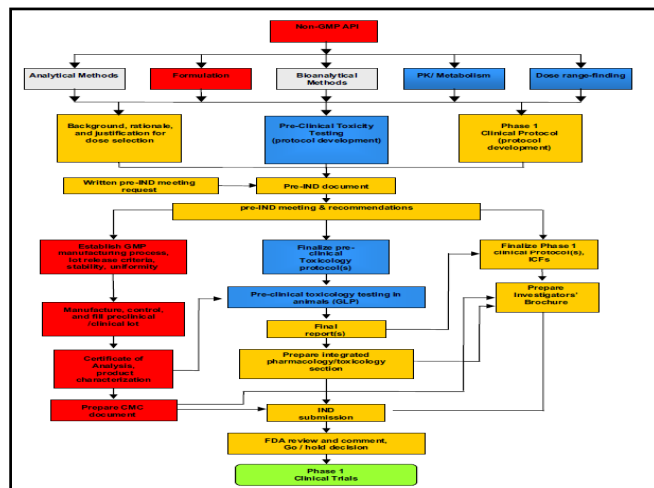 Non-GMP API
Analytical Methods
Formulation
Bioanalytical
Methods
PK/ Metabolism
Dose range-finding
Background, rationale,
and justification for
dose selection
Pre-Clinical Toxicity
Testing
(protocol development)
Phase 1
Clinical Protocol
(protocol
development)
Written pre-IND meeting
request
Pre-IND document
pre-IND meeting & recommendations
Establish GMP
manufacturing process,
lot release criteria,
stability, uniformity
Finalize pre-
clinical
Toxicology
protocol(s)
Finalize Phase 1
clinical Protocol(s),
ICFs
Manufacture, control,
and fill preclinical
/clinical lot
Pre-clinical toxicology testing in
animals (GLP)
Prepare
Investigators'
Brochure
Final
report(s)
Certificate of
Analysis,
product
characterization
Prepare integrated
pharmacology/toxicology
section
Prepare CMC
document
IND
submission
FDA review and comment,
Go / hold decision
Phase 1
Clinical Trials